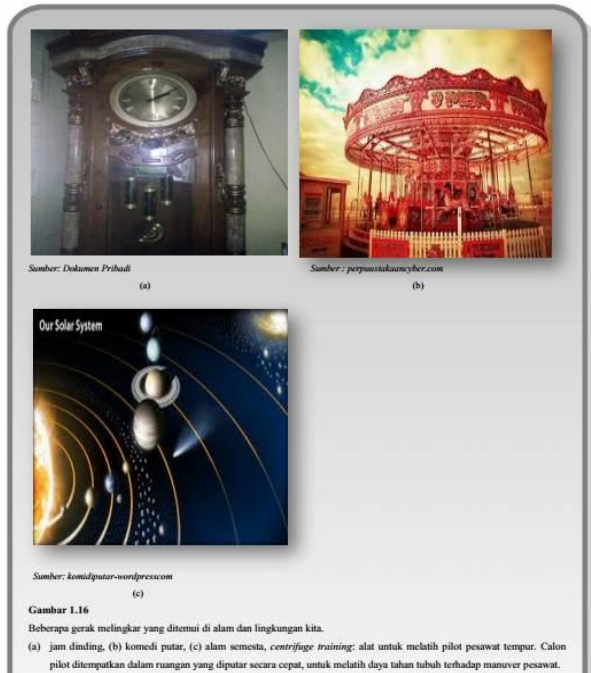 Sumber: Dokumen Pribadi
(a)
Sumber : perpuustakaancyber.com
(b)
Our Solar System
Sumber: komidiputar-wordpresscom
(c)
Gambar 1.16
Beberapa gerak melingkar yang ditemui di alam dan lingkungan kita.
(a) jam dinding, (b) komedi putar, (c) alam semesta, centrifuge training: alat untuk melatih pilot pesawat tempur. Calon
pilot ditempatkan dalam ruangan yang diputar secara cepat, untuk melatih daya tahan tubuh terhadap manuver pesawat.